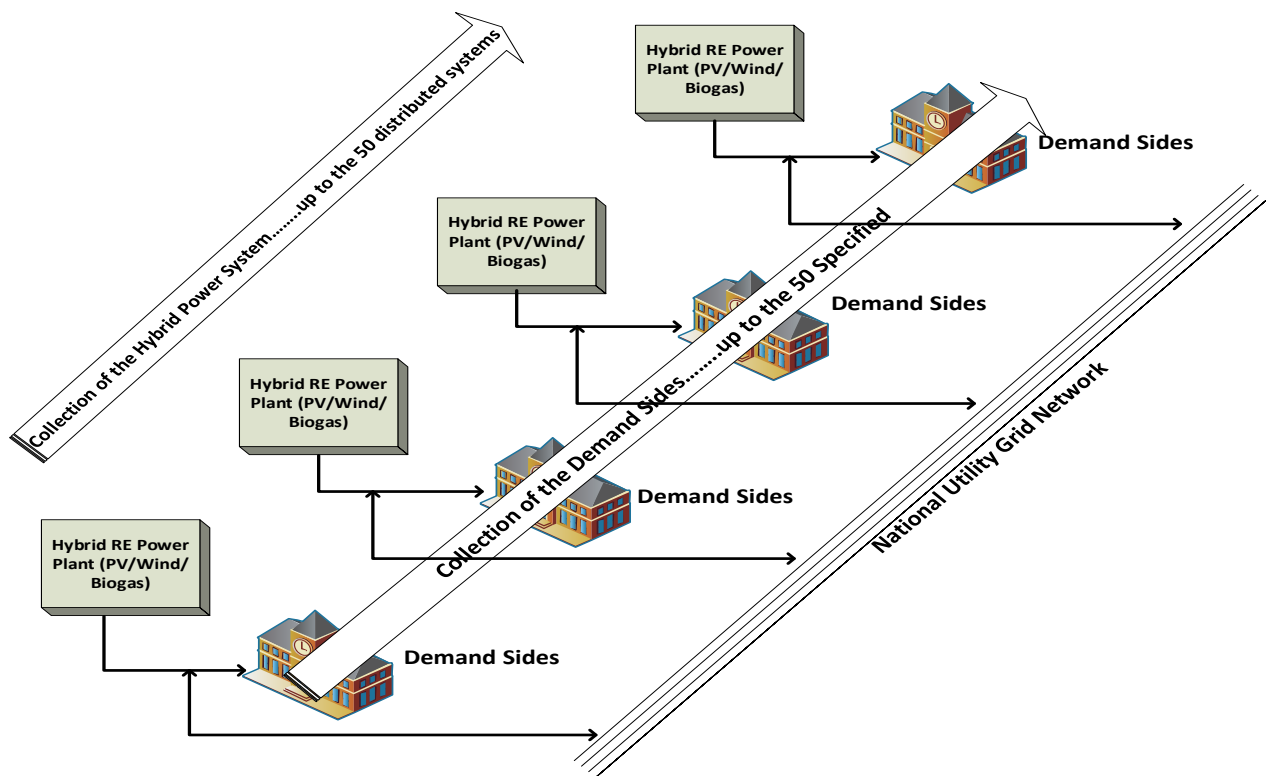 Collection of the Hybrid Power System........up to the 50 distributed systems
Hybrid RE Power
Plant (PV/Wind/
Biogas)
Demand Sides
Hybrid RE Power
Plant (PV/Wind/
Biogas)
Demand Sides
Hybrid RE Power
Plant (PV/Wind/
Biogas)
Demand Sides
Hybrid RE Power
Plant (PV/Wind/
Biogas)
Demand Sides
Collection of the Demand Sides........up to the 50 Specified
National Utility Grid Network